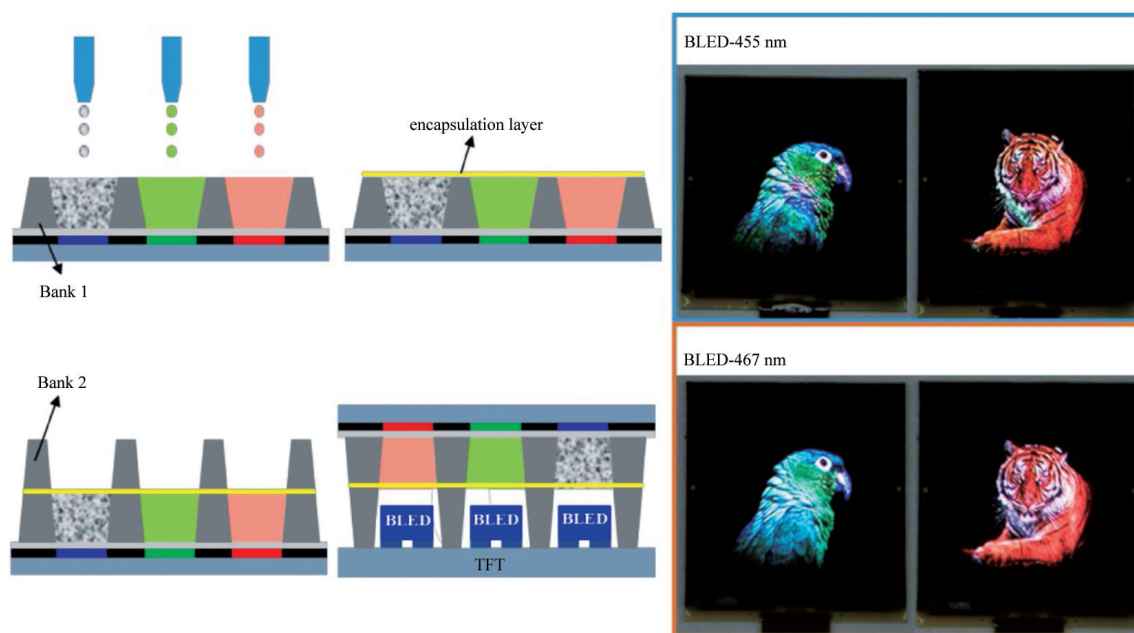 encapsulation layer
Bank 1
Bank 2
BLED
BLED
BLED
TFT
BLED-455 nm
BLED-467 nm